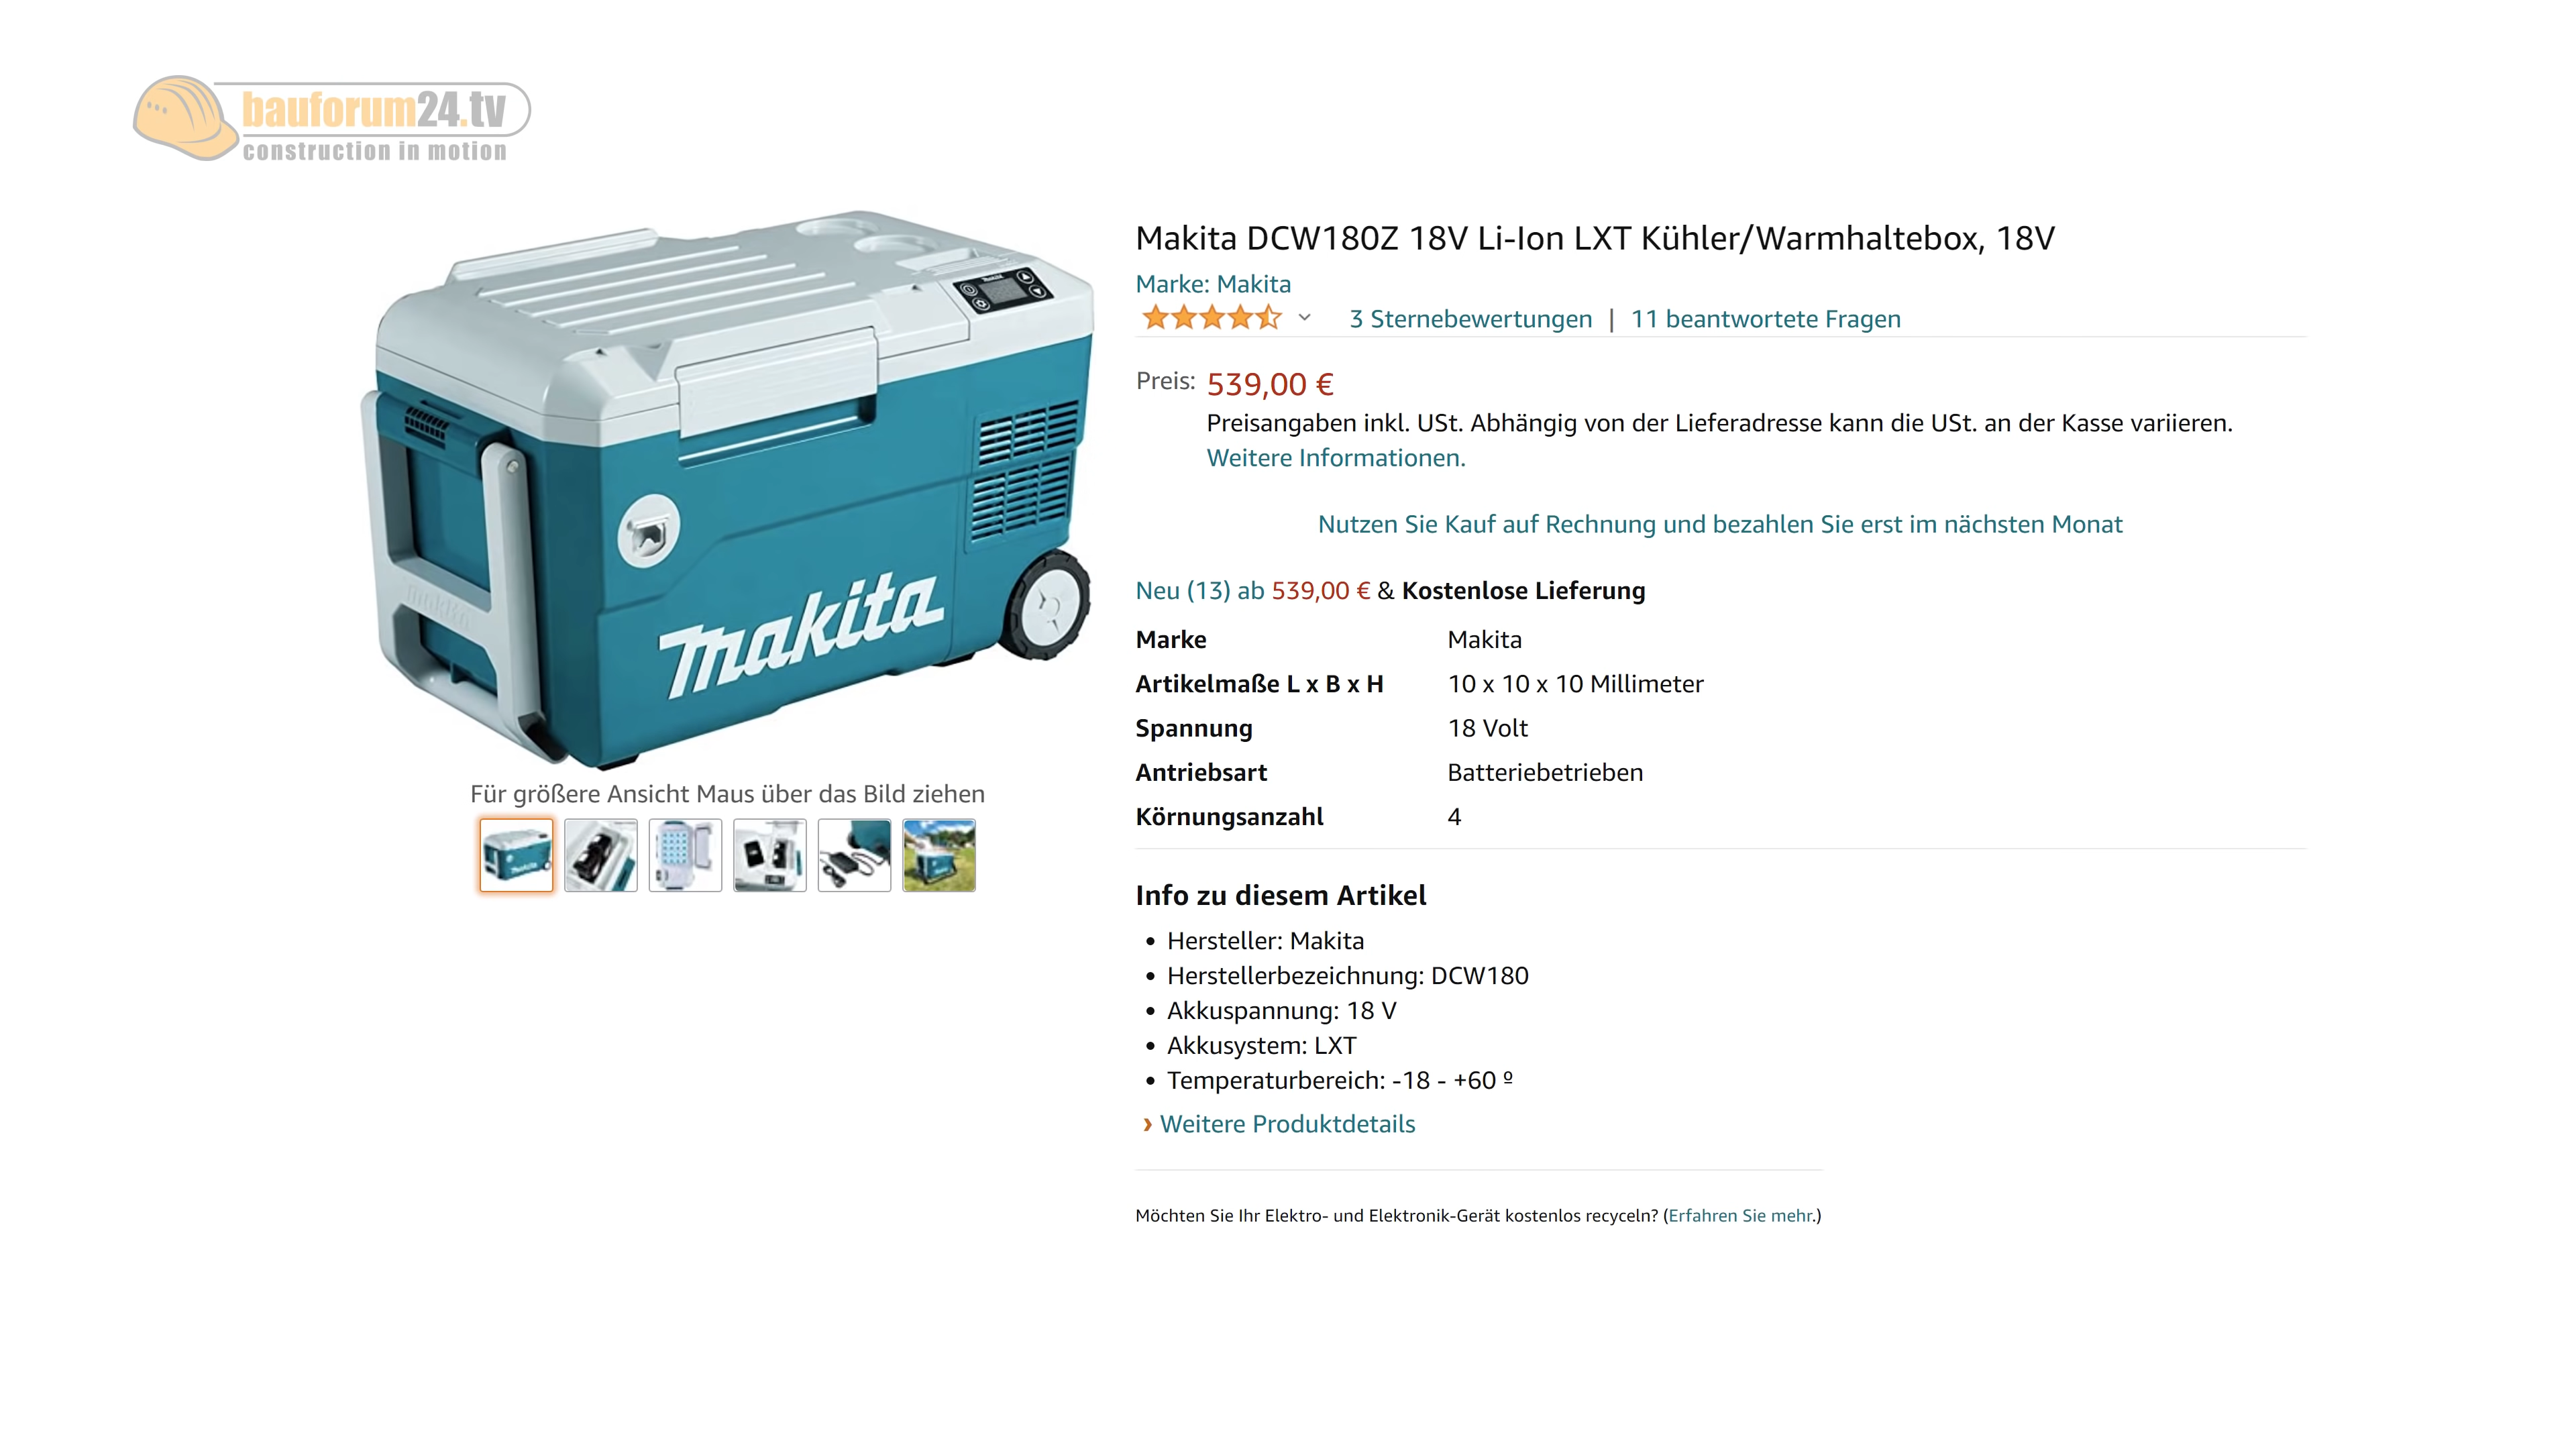 bauforum24.tv
construction in motion
Makita DCW180Z 18V Li-Ion LXT Kühler/Warmhaltebox, 18V
Marke: Makita
3 Sternebewertungen | 11 beantwortete Fragen
Preis: 539,00 €
Preisangaben inkl. USt. Abhängig von der Lieferadresse kann die USt. an der Kasse variieren.
Weitere Informationen.
Nutzen Sie Kauf auf Rechnung und bezahlen Sie erst im nächsten Monat
Neu (13) ab 539,00 € & Kostenlose Lieferung
Marke Makita
Artikelmaße L x B x H 10 x 10 x 10 Millimeter
Spannung 18 Volt
Antriebsart Batteriebetrieben
Körnungsanzahl 4
Info zu diesem Artikel
• Hersteller: Makita
• Herstellerbezeichnung: DCW180
• Akkuspannung: 18 V
• Akkusystem: LXT
• Temperaturbereich: -18 - +60 º
› Weitere Produktdetails
Möchten Sie Ihr Elektro- und Elektronik-Gerät kostenlos recyceln? (Erfahren Sie mehr.)
makita
makita
Makita
Für größere Ansicht Maus über das Bild ziehen